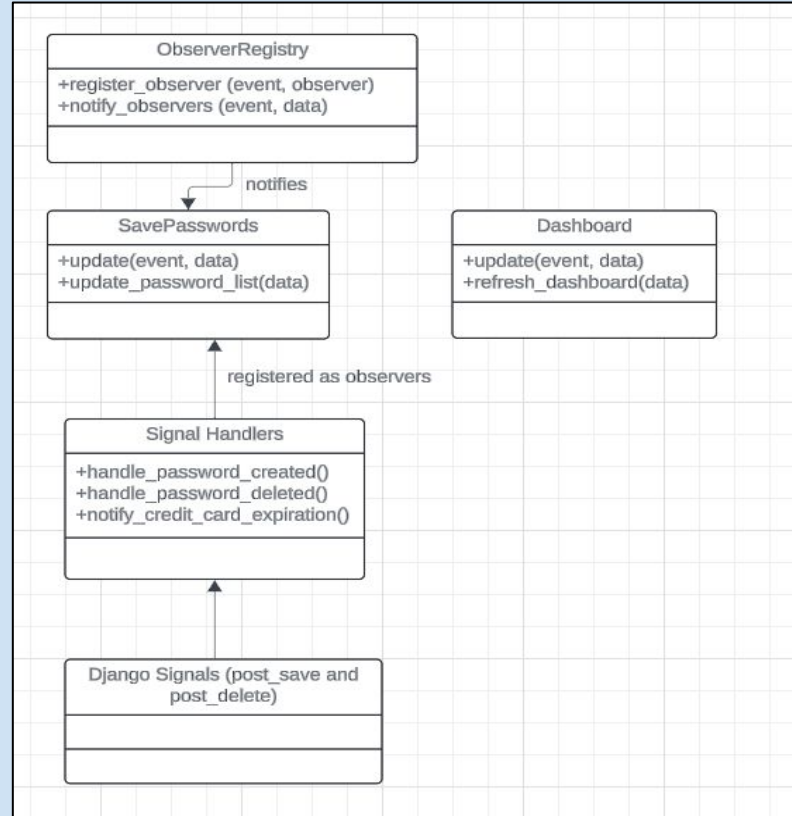 ObserverRegistry
+register_observer (event, observer)
+notify_observers (event, data)
notifies
SavePasswords
+update(event, data)
+update_password_list(data)
Dashboard
+update(event, data)
+refresh_dashboard(data)
registered as observers
Signal Handlers
+handle_password_created()
+handle_password_deleted()
+notify_credit_card_expiration()
Django Signals (post_save and
post_delete)